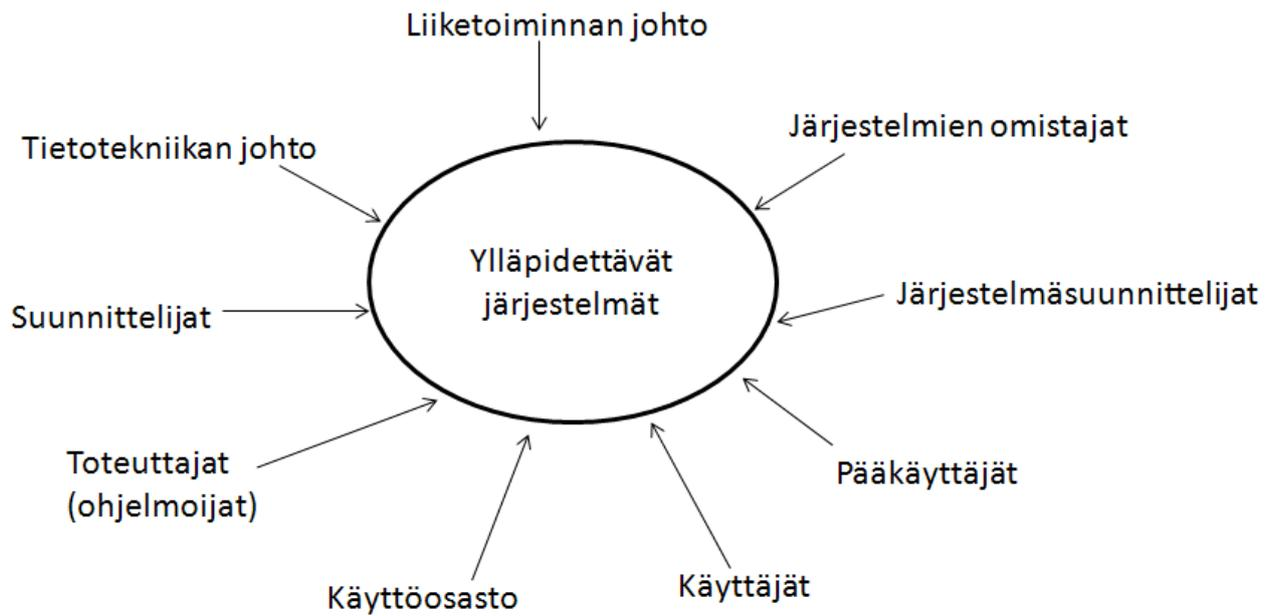 Liiketoiminnan johto
Järjestelmien omistajat
Tietotekniikan johto
Ylläpidettävät
järjestelmät
Järjestelmäsuunnittelijat
Suunnittelijat
Toteuttajat
(ohjelmoijat)
Pääkäyttäjät
Käyttäjät
Käyttöosasto